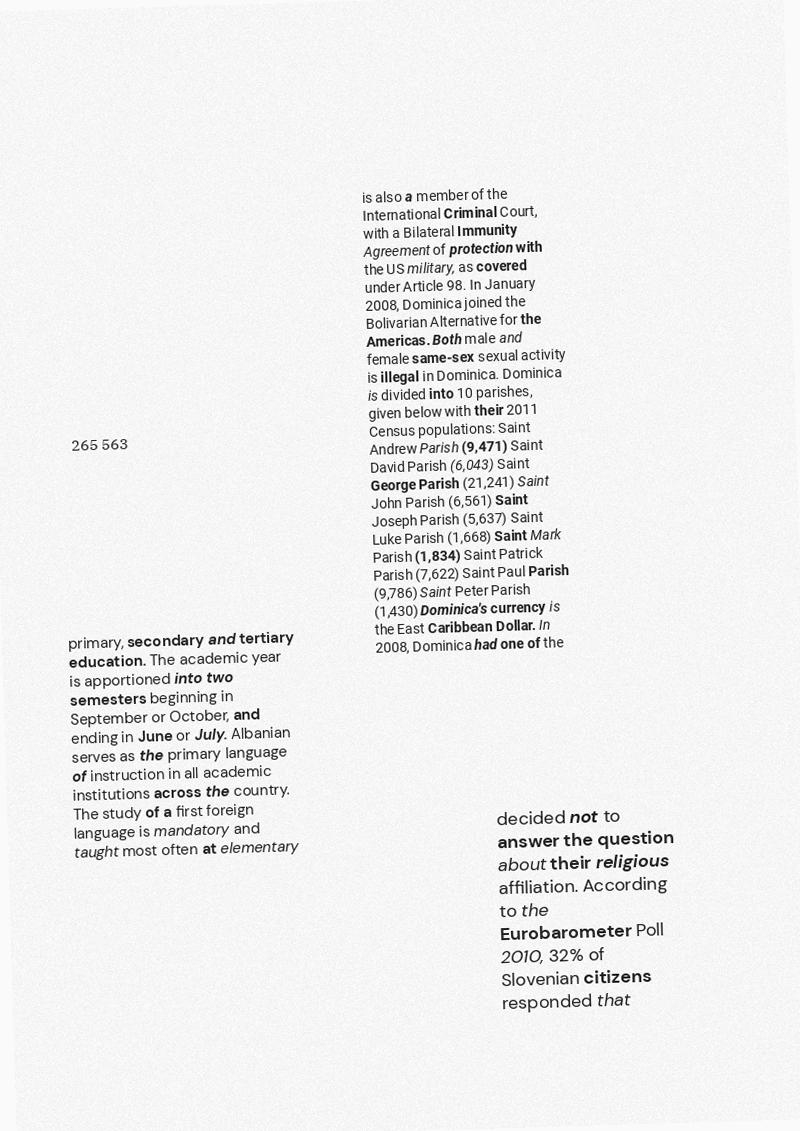 is also a member of the
International Criminal Court,
with a Bilateral Immunity
Agreement of protection with
the US military, as covered
under Article 98. In January
2008, Dominica joined the
Bolivarian Alternative for the
Americas. Both male and
female same-sex sexual activity
is illegal in Dominica. Dominica
is divided into 10 parishes,
given below with their 2011
Census populations: Saint
Andrew Parish (9,471) Saint
David Parish (6,043) Saint
George Parish (21,241) Saint
John Parish (6,561) Saint
Joseph Parish (5,637) Saint
Luke Parish (1,668) Saint Mark
Parish (1,834) Saint Patrick
Parish (7,622) Saint Paul Parish
(9,786) Saint Peter Parish
(1,430) Dominica's currency is
the East Caribbean Dollar. In
2008, Dominica had one of the
265 563
primary, secondary and tertiary
education. The academic year
is apportioned into two
semesters beginning in
September or October, and
ending in June or July. Albanian
serves as the primary language
of instruction in all academic
institutions across the country.
The study of a first foreign
language is mandatory and
taught most often at elementary
decided not to
answer the question
about their religious
affiliation. According
to the
Eurobarometer Poll
2010, 32% of
Slovenian citizens
responded that